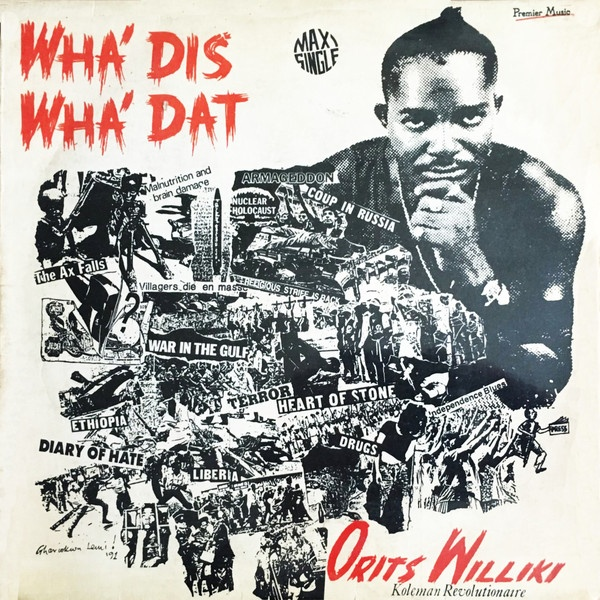 Premier Music
WHA' DIS
WHA' DAT
MAXI
SINGLE
Malnutrition and
brain damage
ARMAGEDDON
NUCLEAR
HOLOCAUST
COUP IN RUSSIA
The Ax Falls
Villagers die en masse
RELIGIOUS STRIFE IS BACK
WAR IN THE GULF
TERROR
HEART OF STONE
Independence Blues
ETHIOPIA
PRESS
DIARY OF HATE
LIBERIA
DRUGS
Ghariokwu Lemi
ORITS WILLIKI
Koleman Revolutionaire